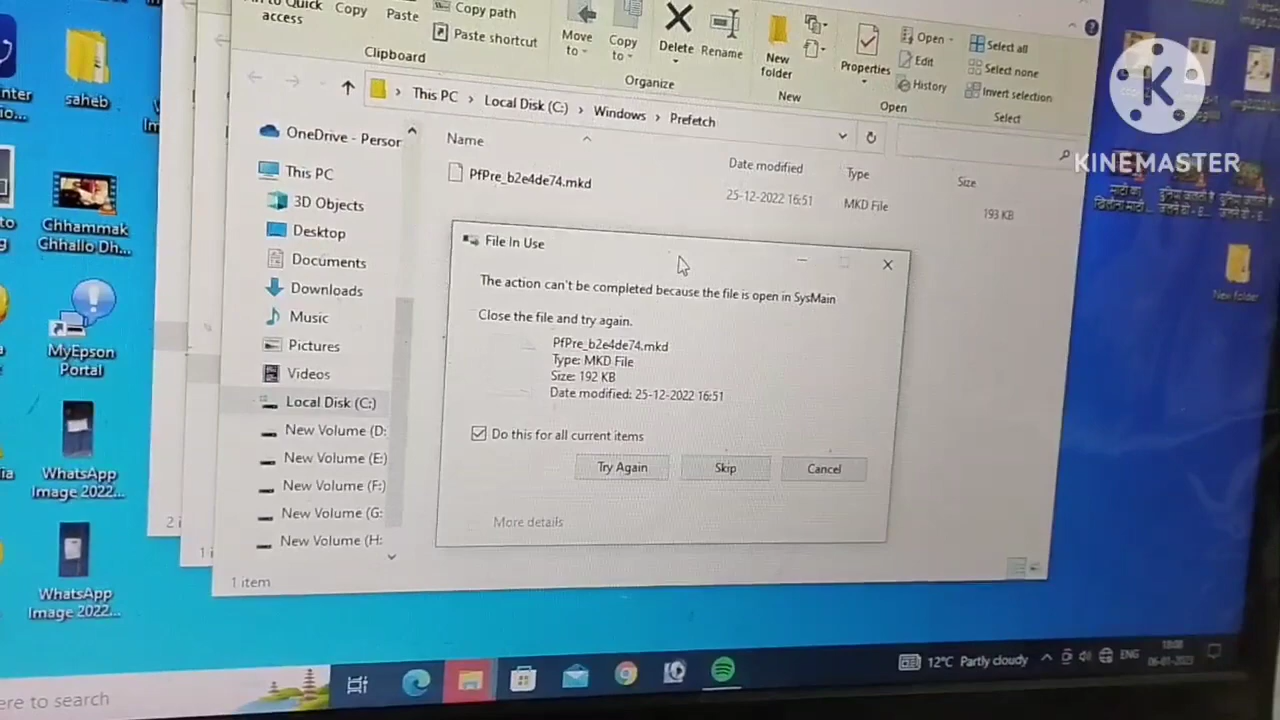 Quick
access
Copy
Paste
Copy path
Paste shortcut
Clipboard
Move
to
Copy
to
Delete
Rename
Organize
New
folder
New
Properties
Open
Edit
History
Open
Select all
Select none
Invert selection
Select
K
KINEMASTER
This PC > Local Disk (C:) > Windows > Prefetch
saheb
Chhammak
Chhallo Dh...
MyEpson
Portal
WhatsApp
Image 2022...
WhatsApp
Image 2022...
OneDrive - Person
This PC
3D Objects
Desktop
Documents
Downloads
Music
Pictures
Videos
Local Disk (C:)
New Volume (D:
New Volume (E:)
New Volume (F:)
New Volume (G:
New Volume (H:
Name
Date modified
Type
Size
PfPre_b2e4de74.mkd
25-12-2022 16:51
MKD File
193 KB
File In Use
The action can't be completed because the file is open in SysMain
Close the file and try again.
PfPre_b2e4de74.mkd
Type: MKD File
Size: 192 KB
Date modified: 25-12-2022 16:51
Do this for all current items
Try Again
Skip
Cancel
More details
1 item
New folder
ere to search
12°C Partly cloudy
ENG
18:08
06-01-2023